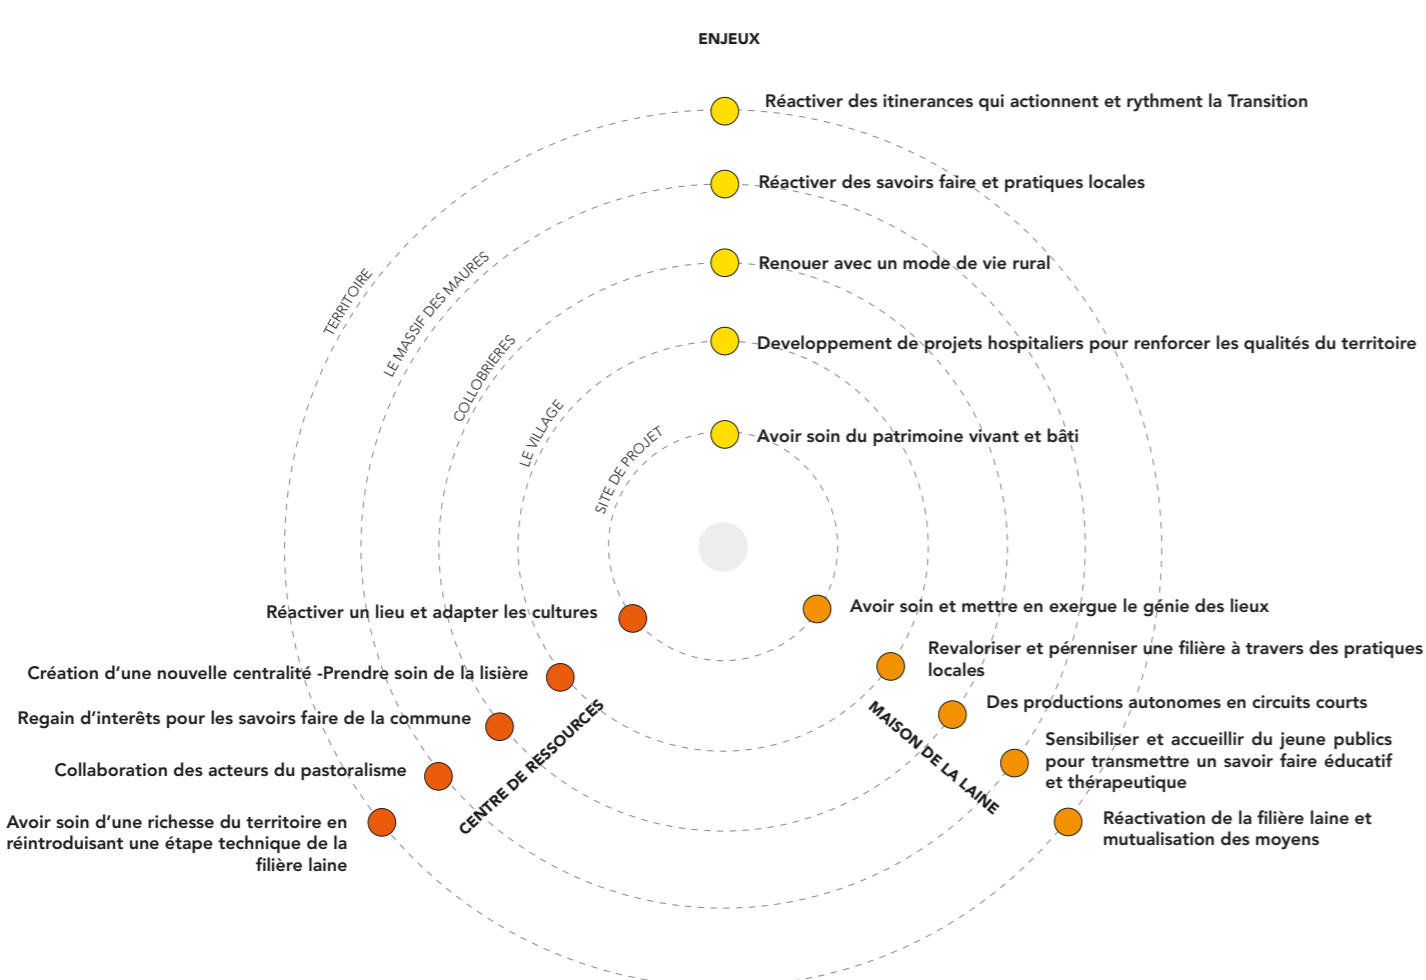 ENJEUX
Réactiver des itinerances qui actionnent et rythment la Transition
Réactiver des savoirs faire et pratiques locales
Renouer avec un mode de vie rural
Developpement de projets hospitaliers pour renforcer les qualités du territoire
Avoir soin du patrimoine vivant et bâti
TERRITOIRE
LE MASSIF DES MAURES
COLLOBRIERES
LE VILLAGE
SITE DE PROJET
Réactiver un lieu et adapter les cultures
Création d'une nouvelle centralité -Prendre soin de la lisière
Regain d'interêts pour les savoirs faire de la commune
Collaboration des acteurs du pastoralisme
Avoir soin d'une richesse du territoire en
réintroduisant une étape technique de la
filière laine
CENTRE DE RESSOURCES
MAISON DE LA LAINE
Avoir soin et mettre en exergue le génie des lieux
Revaloriser et pérenniser une filière à travers des pratiques
locales
Des productions autonomes en circuits courts
Sensibiliser et accueillir du jeune publics
pour transmettre un savoir faire éducatif
et thérapeutique
Réactivation de la filière laine et
mutualisation des moyens